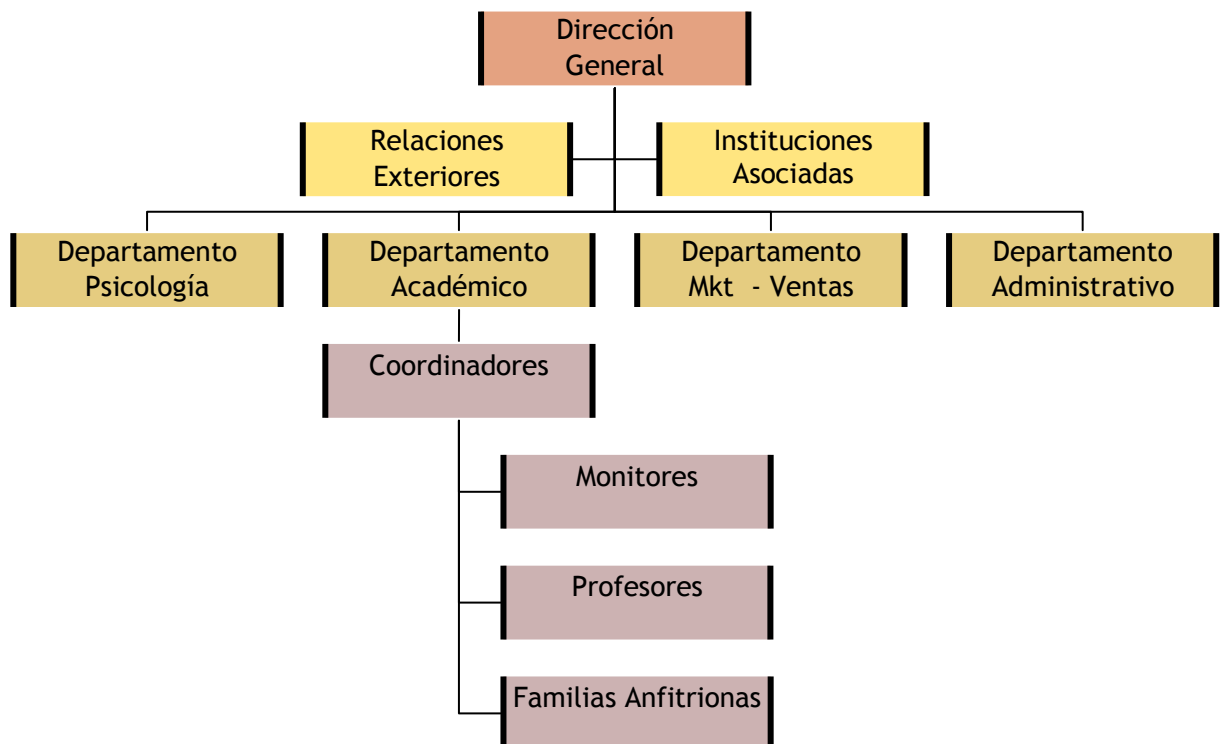 Dirección
General
Relaciones
Exteriores
Instituciones
Asociadas
Departamento
Psicología
Departamento
Académico
Departamento
Mkt - Ventas
Departamento
Administrativo
Coordinadores
Monitores
Profesores
Familias Anfitrionas